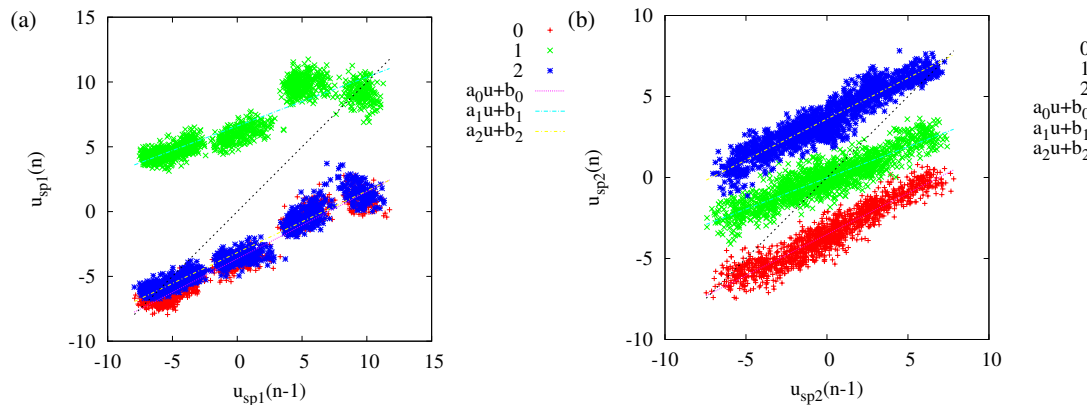 (a)
u_sp1(n)
15
10
5
0
-5
-10
-10 -5 0 5 10 15
u_sp1(n-1)
0
1
2
a_0u+b_0
a_1u+b_1
a_2u+b_2
(b)
u_sp2(n)
10
5
0
-5
-10
-10 -5 0 5 10
u_sp2(n-1)
0
1
2
a_0u+b_0
a_1u+b_1
a_2u+b_2